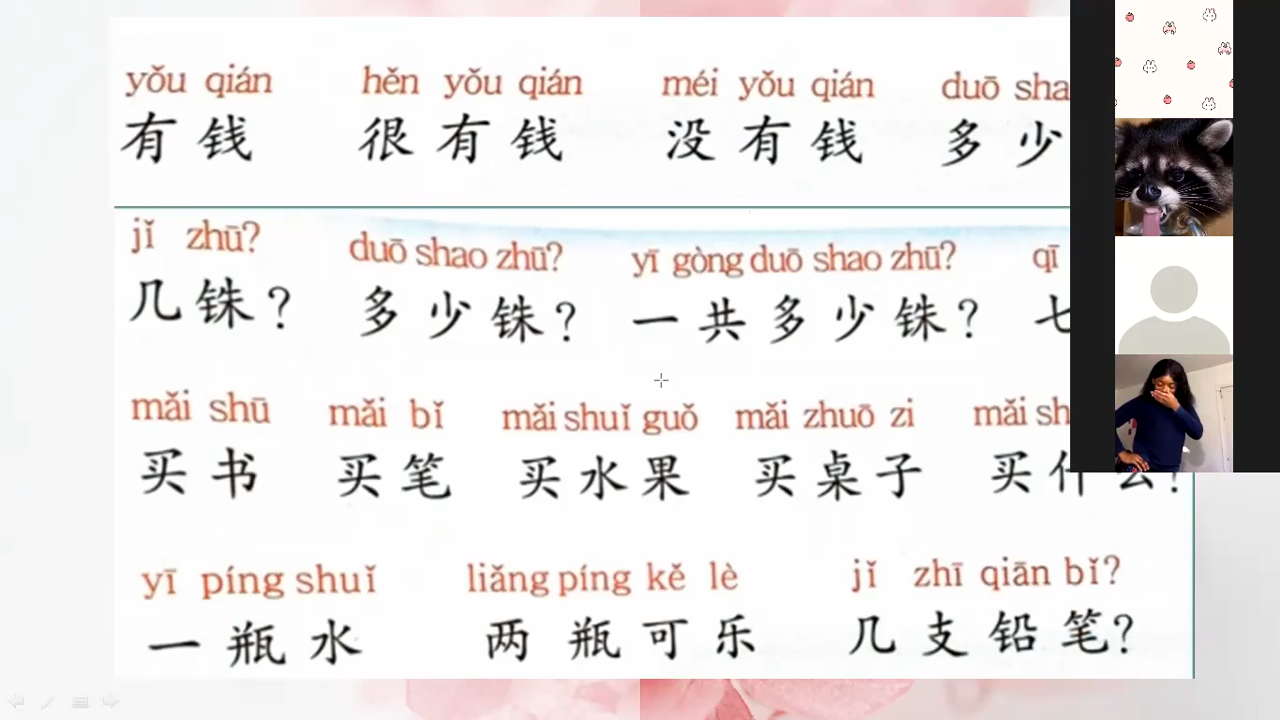 yǒu qián hěn yǒu qián méi yǒu qián duō sha
有钱 很有钱 没有钱 多少
jǐ zhū? duō shao zhū? yī gòng duō shao zhū? qī
几铢? 多少铢? 一共多少铢? 七
mǎi shū mǎi bǐ mǎi shuǐ guǒ mǎi zhuō zi mǎi sh
买书 买笔 买水果 买桌子 买什么?
yī píng shuǐ liǎng píng kě lè jǐ zhī qiān bǐ?
一瓶水 两瓶可乐 几支铅笔?